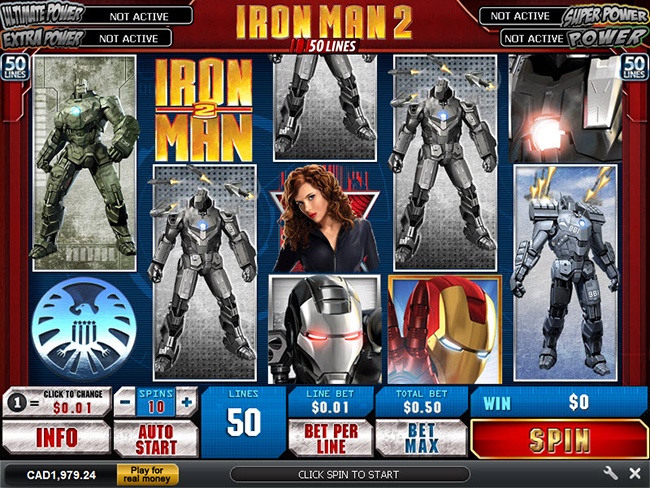 ULTIMATE POWER NOT ACTIVE
EXTRA POWER NOT ACTIVE
IRON MAN 2
50 LINES
NOT ACTIVE SUPER POWER
NOT ACTIVE POWER
50 LINES
50 LINES
IRON
2
MAN
1 = CLICK TO CHANGE
$0.01
SPINS
- 10 +
LINES
50
LINE BET
$0.01
TOTAL BET
$0.50
WIN $0
INFO
AUTO START
BET PER LINE
BET MAX
SPIN
CAD1,979.24
Play for real money
CLICK SPIN TO START